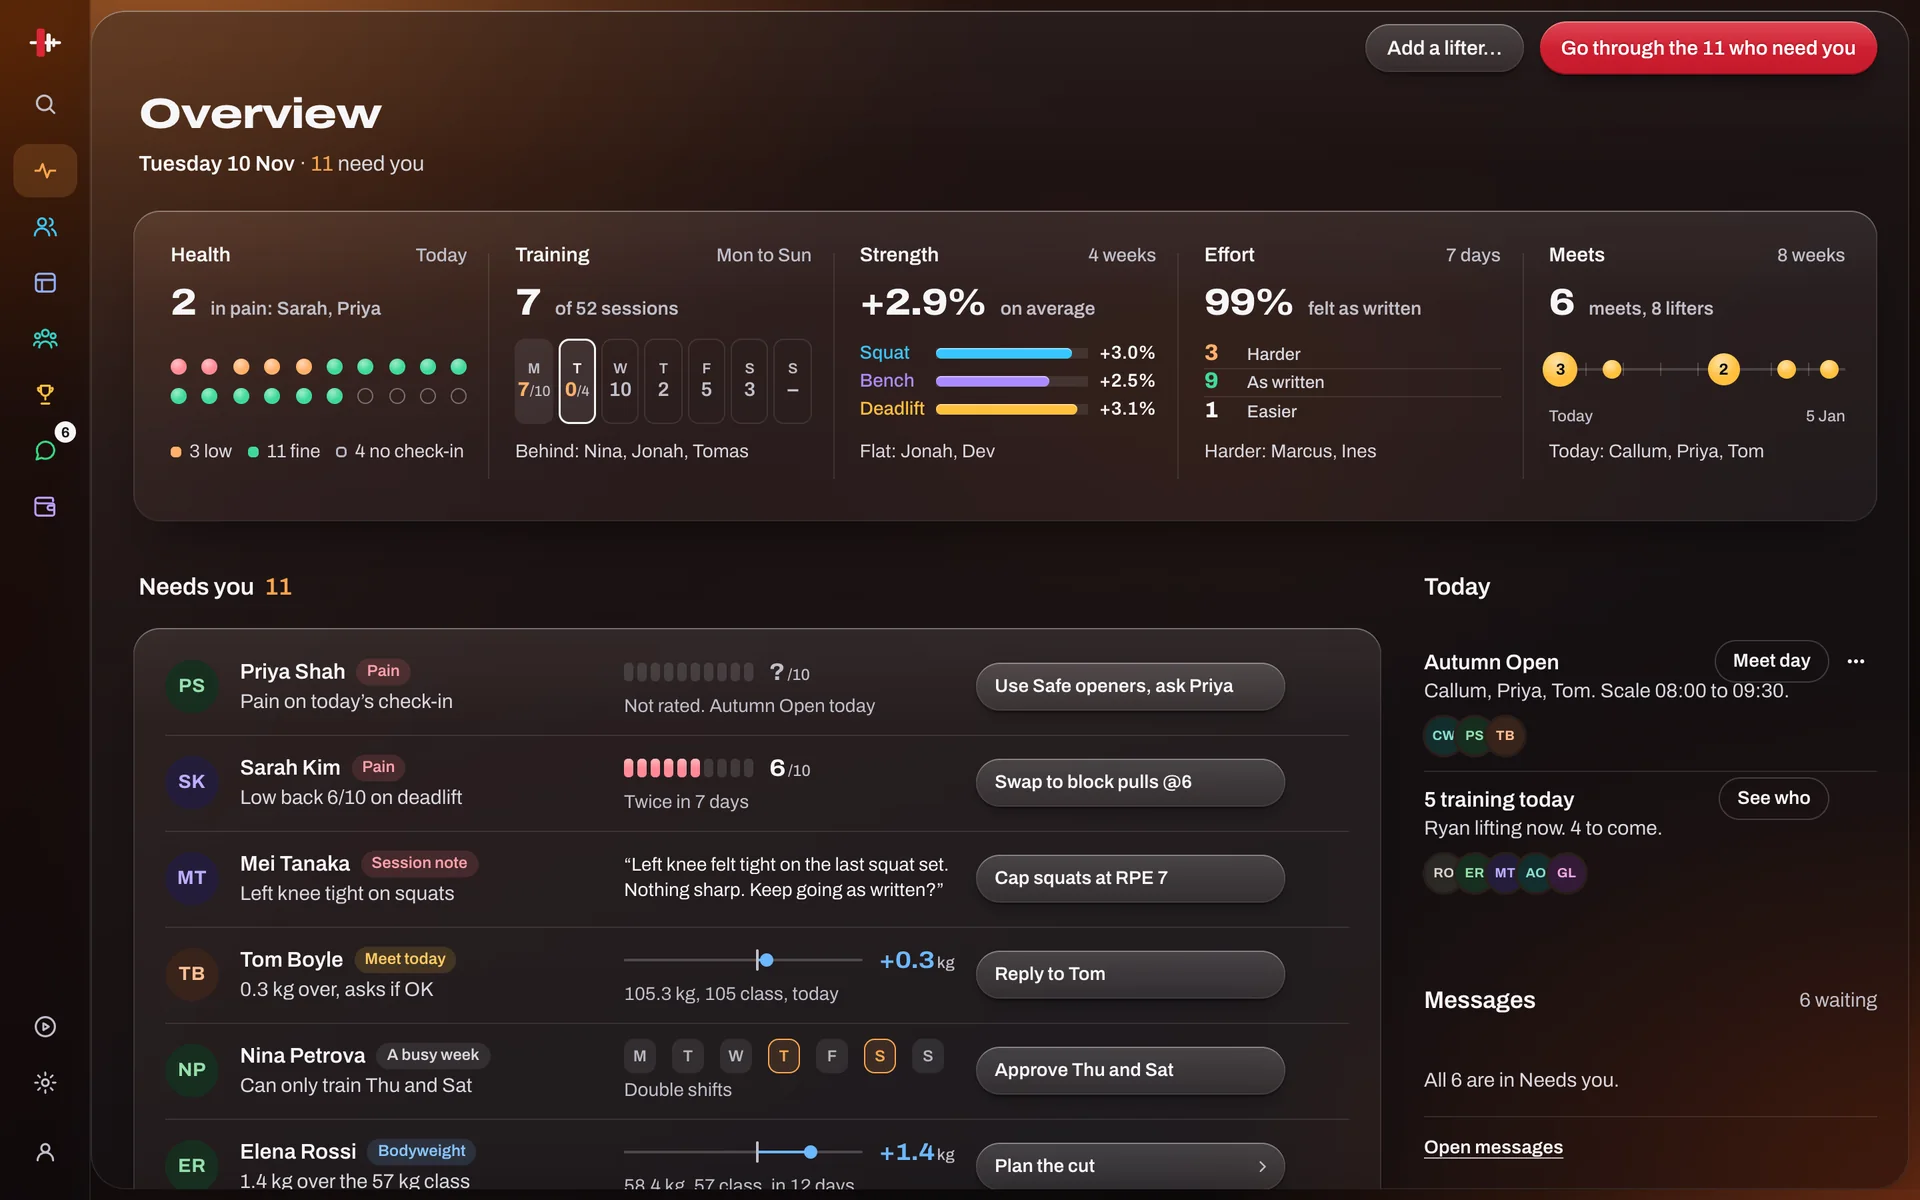 Add a lifter...
Go through the 11 who need you
Overview
Tuesday 10 Nov · 11 need you
6
Health Today
2 in pain: Sarah, Priya
3 low 11 fine 4 no check-in
Training Mon to Sun
7 of 52 sessions
M T W T F S S
7/10 0/4 10 2 5 3 –
Behind: Nina, Jonah, Tomas
Strength 4 weeks
+2.9% on average
Squat +3.0%
Bench +2.5%
Deadlift +3.1%
Flat: Jonah, Dev
Effort 7 days
99% felt as written
3 Harder
9 As written
1 Easier
Harder: Marcus, Ines
Meets 8 weeks
6 meets, 8 lifters
3 2
Today 5 Jan
Today: Callum, Priya, Tom
Needs you 11
PS Priya Shah Pain
Pain on today’s check-in
? /10
Not rated. Autumn Open today
Use Safe openers, ask Priya
SK Sarah Kim Pain
Low back 6/10 on deadlift
6 /10
Twice in 7 days
Swap to block pulls @6
MT Mei Tanaka Session note
Left knee tight on squats
“Left knee felt tight on the last squat set.
Nothing sharp. Keep going as written?”
Cap squats at RPE 7
TB Tom Boyle Meet today
0.3 kg over, asks if OK
+0.3 kg
105.3 kg, 105 class, today
Reply to Tom
NP Nina Petrova A busy week
Can only train Thu and Sat
M T W T F S S
Double shifts
Approve Thu and Sat
ER Elena Rossi Bodyweight
1.4 kg over the 57 kg class
+1.4 kg
58.4 kg, 57 class, in 12 days
Plan the cut
Today
Autumn Open Meet day
Callum, Priya, Tom. Scale 08:00 to 09:30.
CW PS TB
5 training today See who
Ryan lifting now. 4 to come.
RO ER MT AO GL
Messages 6 waiting
All 6 are in Needs you.
Open messages